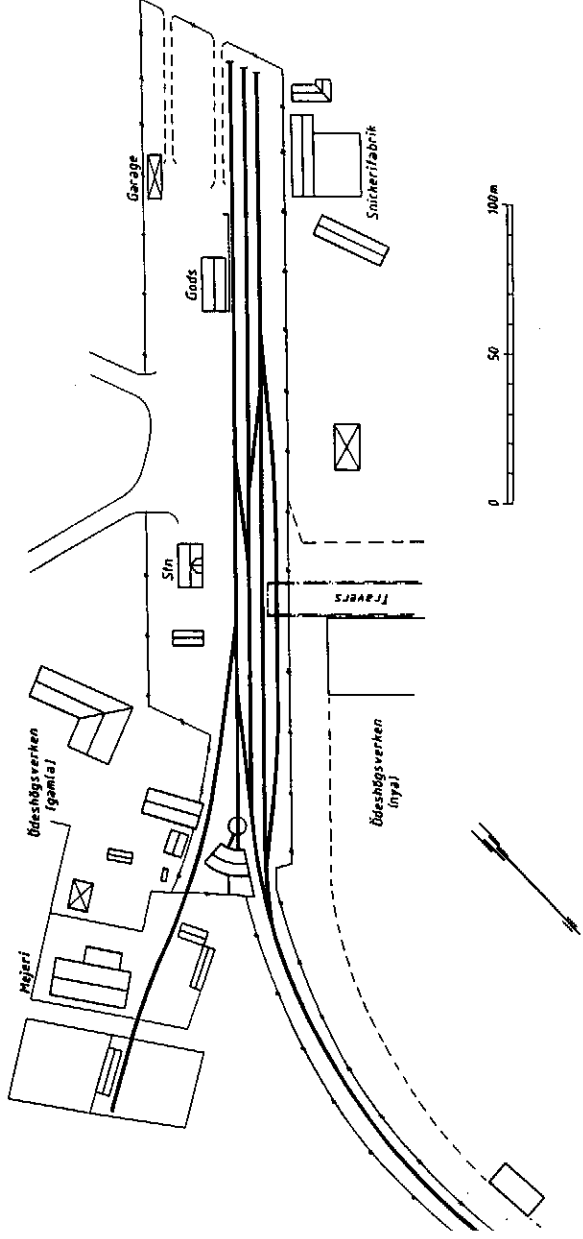 Garage
Gods
Snickerifabrik
Stn
Travers
Ödeshögsverken
(gamla)
Ödeshögsverken
(nya)
Mejeri
0
50
100m